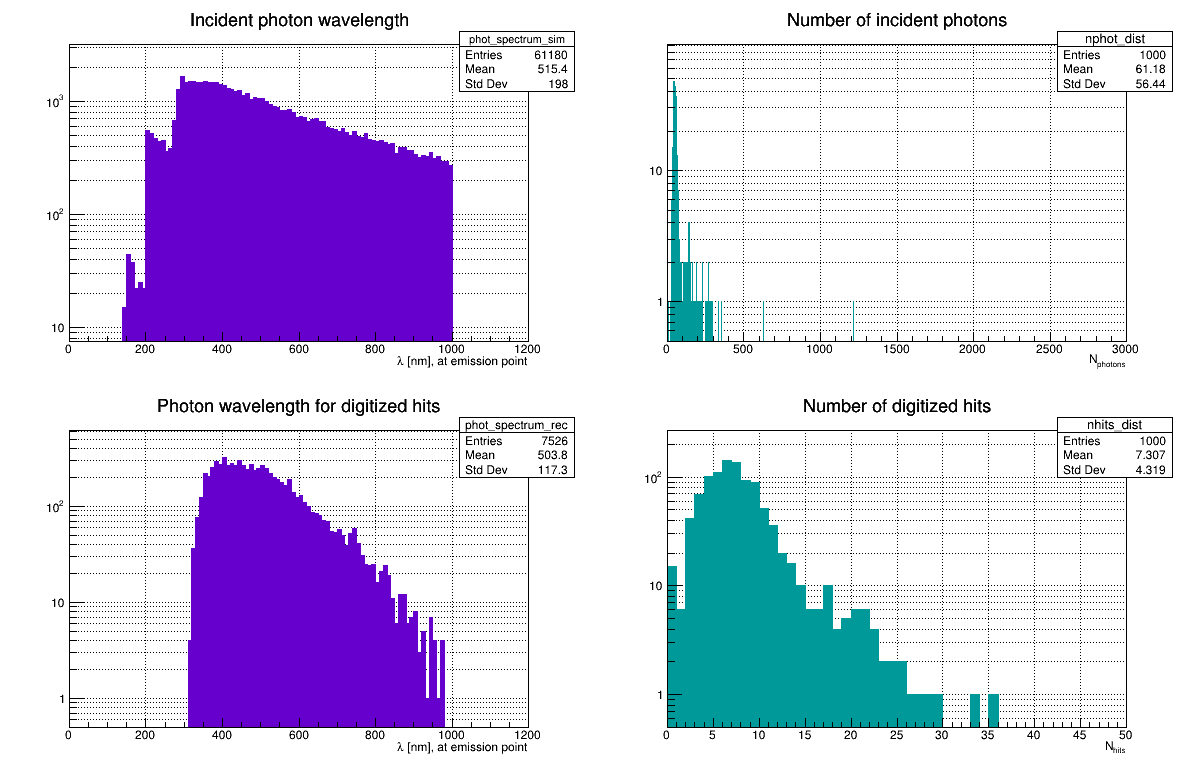 Incident photon wavelength
phot_spectrum_sim
Entries 61180
Mean 515.4
Std Dev 198
10³
10²
10
0 200 400 600 800 1000 1200
λ [nm], at emission point
Number of incident photons
nphot_dist
Entries 1000
Mean 61.18
Std Dev 56.44
10
1
0 500 1000 1500 2000 2500 3000
Nphotons
Photon wavelength for digitized hits
phot_spectrum_rec
Entries 7526
Mean 503.8
Std Dev 117.3
10²
10
1
0 200 400 600 800 1000 1200
λ [nm], at emission point
Number of digitized hits
nhits_dist
Entries 1000
Mean 7.307
Std Dev 4.319
10²
10
1
0 5 10 15 20 25 30 35 40 45 50
Nhits